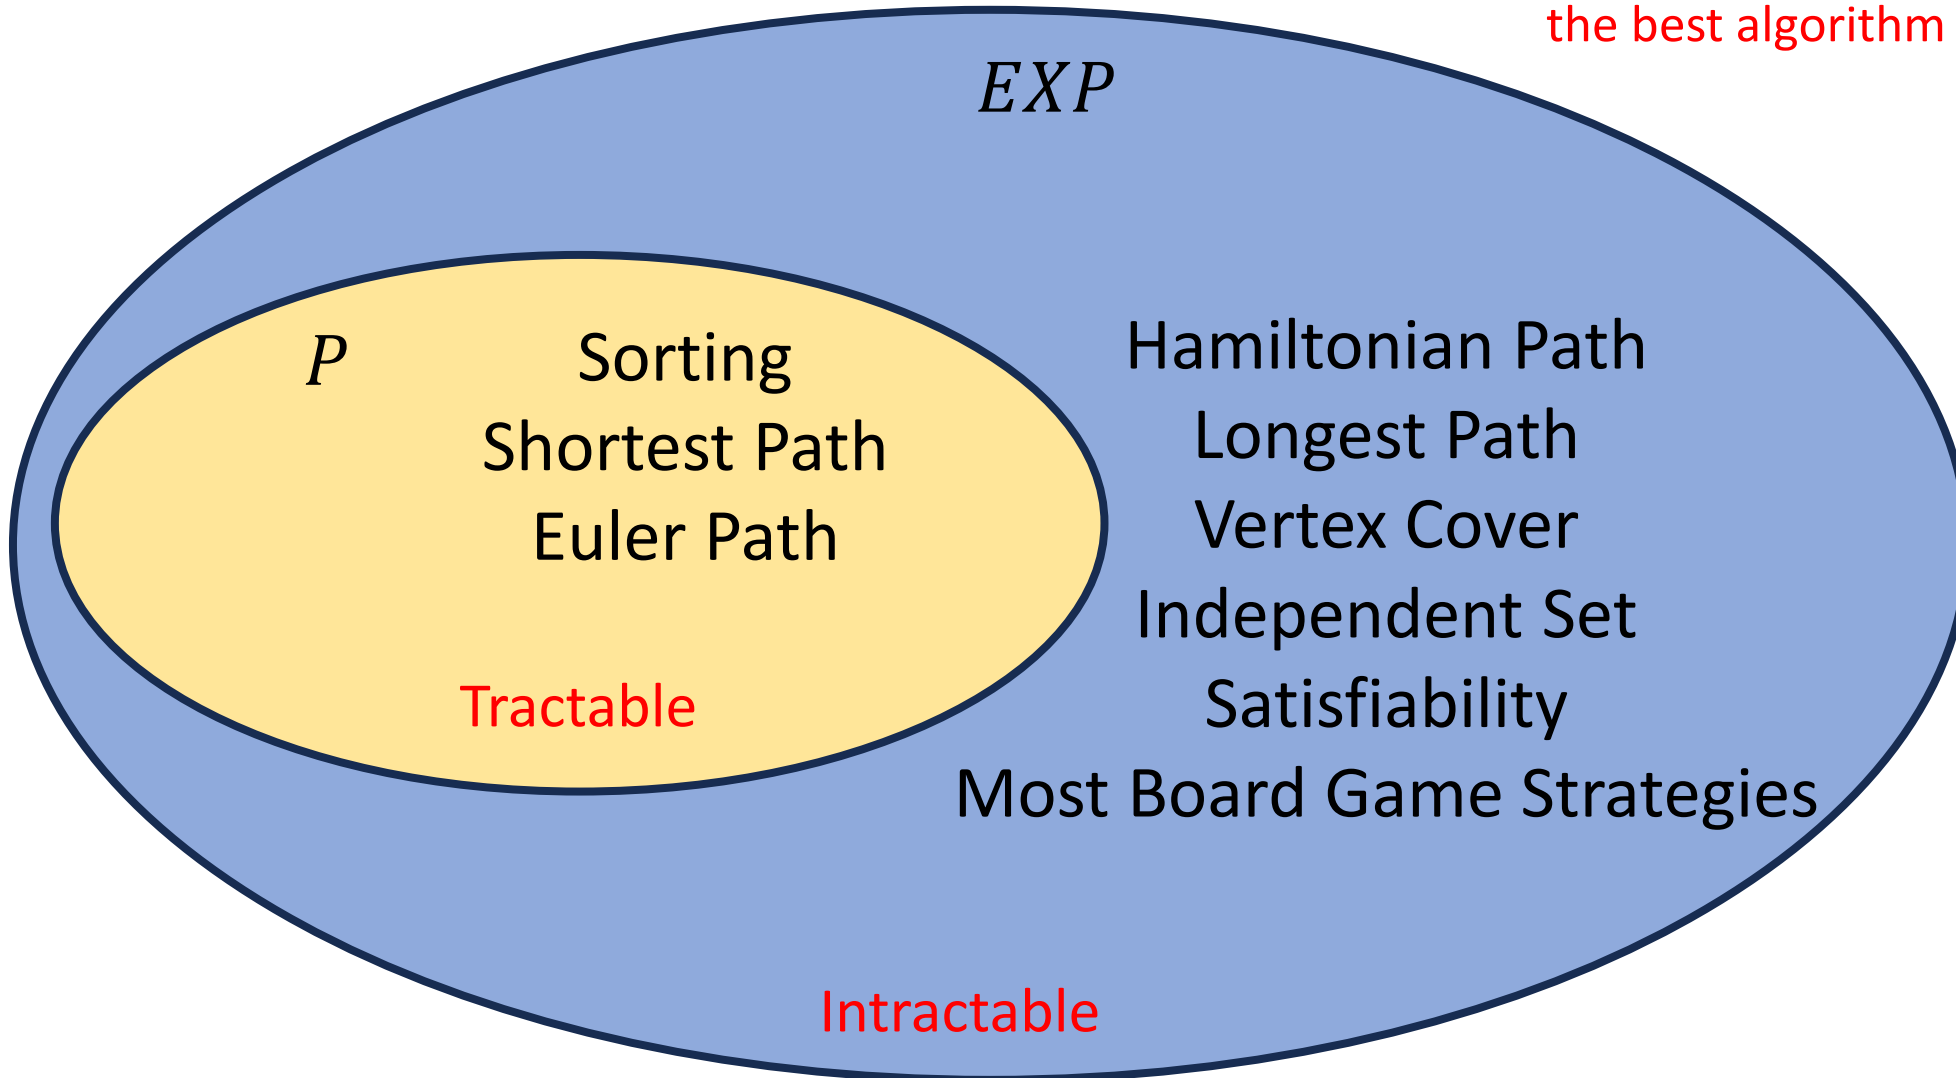 the best algorithm
EXP
P
Sorting
Shortest Path
Euler Path
Tractable
Hamiltonian Path
Longest Path
Vertex Cover
Independent Set
Satisfiability
Most Board Game Strategies
Intractable